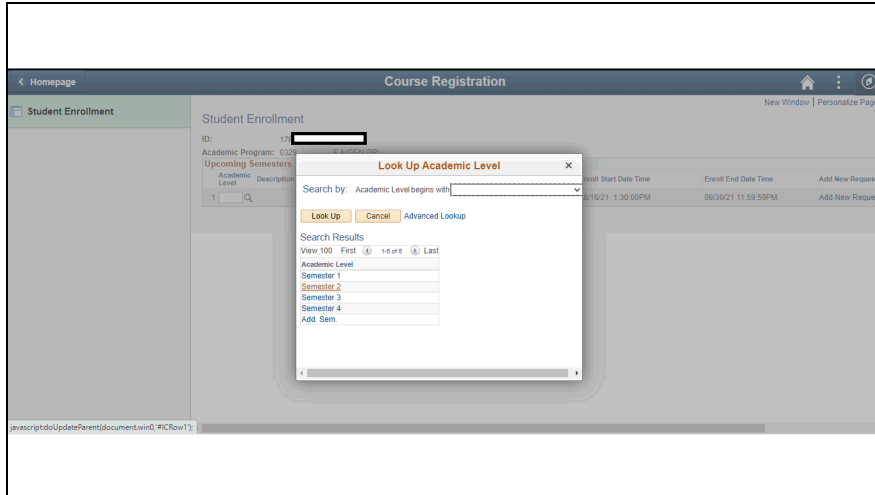 Homepage
Course Registration
New Window | Personalize Page
Student Enrollment
Student Enrollment
ID:
Academic Program: 0329
Upcoming Semesters
Academic Level
Description
Enroll Start Date Time
Enroll End Date Time
Add New Reques
1
8/16/21 1:30:00PM
09/30/21 11:59:59PM
Add New Reque
Look Up Academic Level
×
Search by: Academic Level begins with
Look Up
Cancel
Advanced Lookup
Search Results
View 100 First 1-5 of 5 Last
Academic Level
Semester 1
Semester 2
Semester 3
Semester 4
Add. Sem.
javascript:doUpdateParent(document.win0,'#ICRow1');